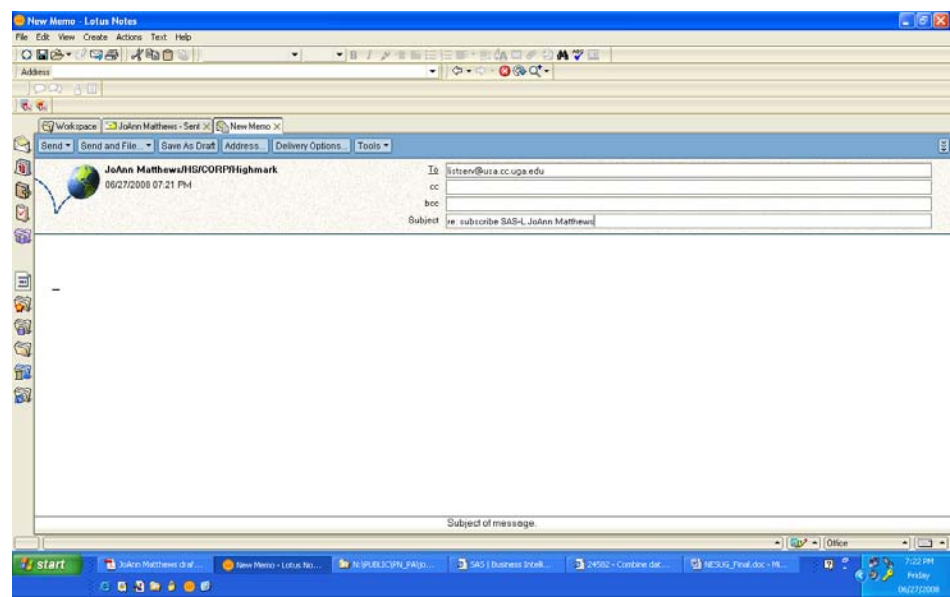 New Memo - Lotus Notes
File Edit View Create Actions Text Help
Address
Workspace JoAnn Matthews - Sent New Memo
Send Send and File... Save As Draft Address... Delivery Options... Tools
JoAnn Matthews/HS/CORP/Highmark
06/27/2008 07:21 PM
To listserv@uga.cc.uga.edu
cc
bcc
Subject re: subscribe SAS-L JoAnn Matthews
Subject of message.
Office
start JoAnn Matthews draf... New Memo - Lotus No... SAS | Business Intelli... 24502 - Combine dat... NESUG_Final.doc - Mi... 7:22 PM
Friday
06/27/2008